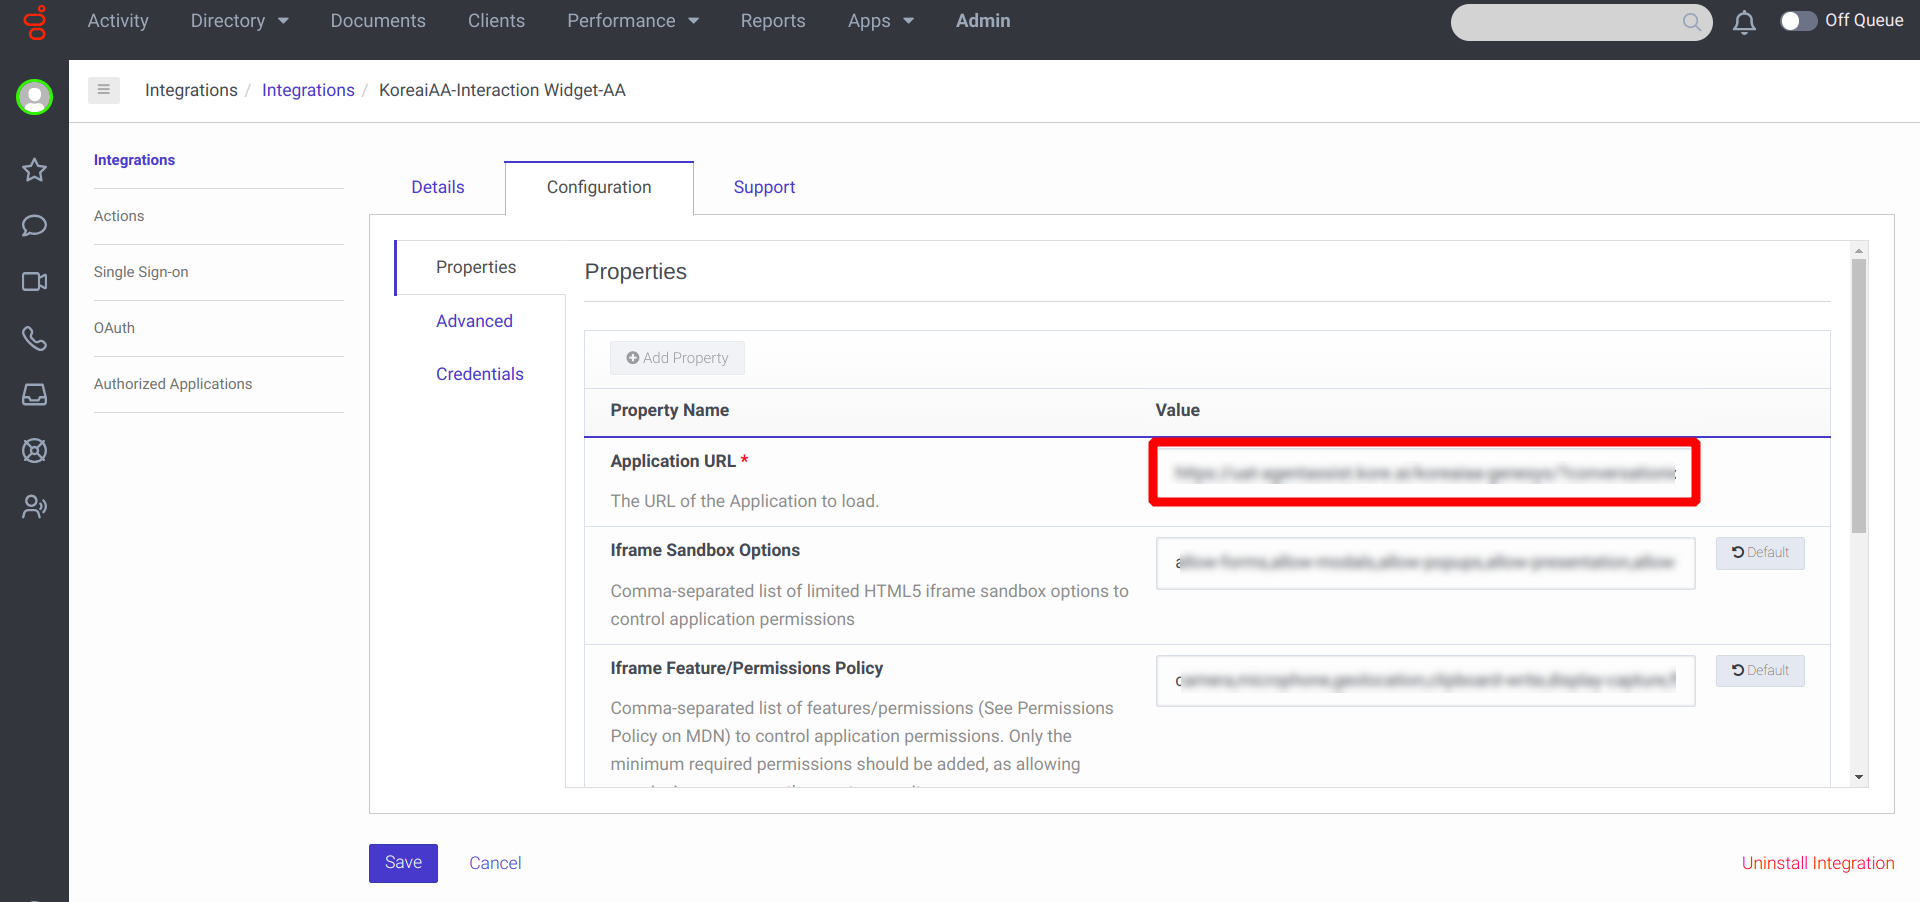 Activity Directory Documents Clients Performance Reports Apps Admin Off Queue
Integrations / Integrations / KoreaiAA-Interaction Widget-AA
Integrations
Actions
Single Sign-on
OAuth
Authorized Applications
Details Configuration Support
Properties
Advanced
Credentials
Properties
Add Property
Property Name Value
Application URL *
The URL of the Application to load.
Iframe Sandbox Options
Default
Comma-separated list of limited HTML5 iframe sandbox options to
control application permissions
Iframe Feature/Permissions Policy
Default
Comma-separated list of features/permissions (See Permissions
Policy on MDN) to control application permissions. Only the
minimum required permissions should be added, as allowing
Save Cancel Uninstall Integration